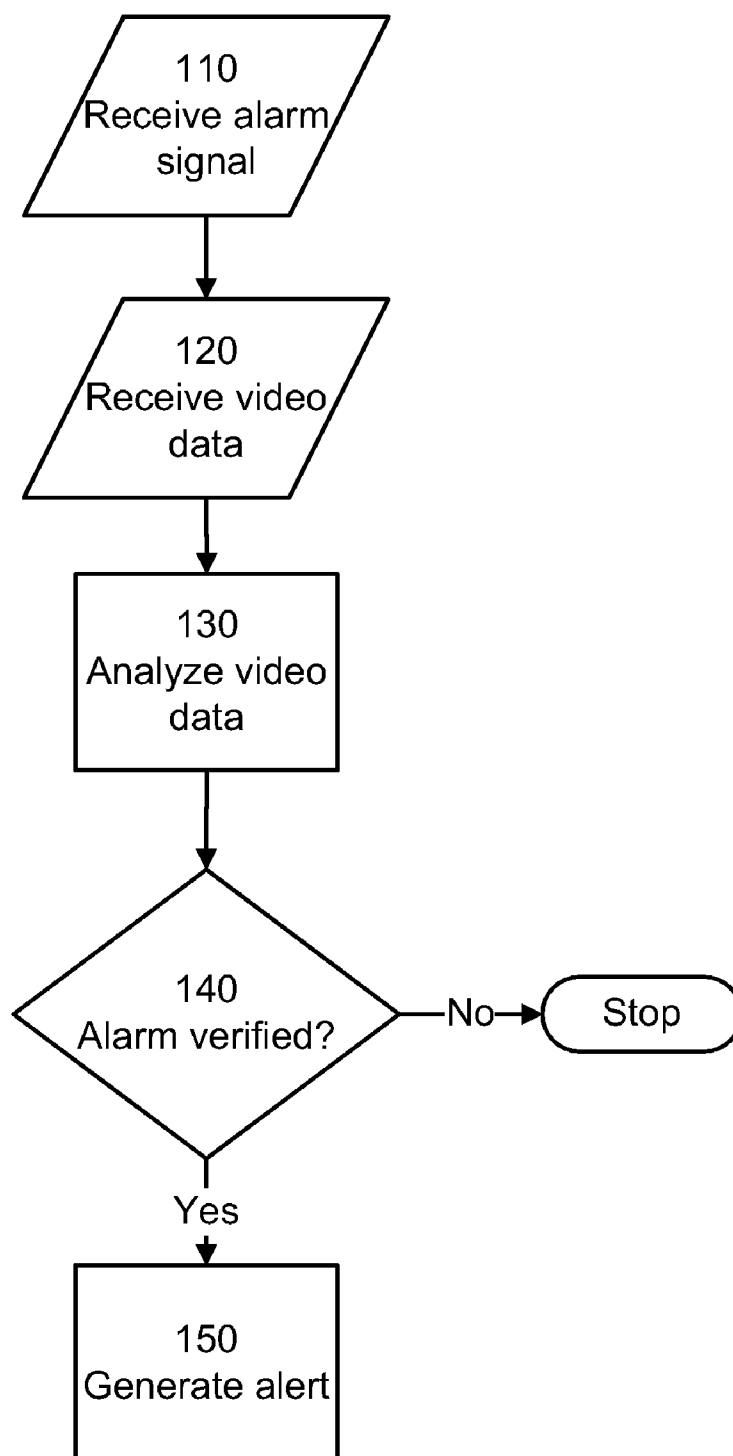 110
Receive alarm
signal
120
Receive video
data
130
Analyze video
data
140
Alarm verified?
No
Stop
Yes
150
Generate alert